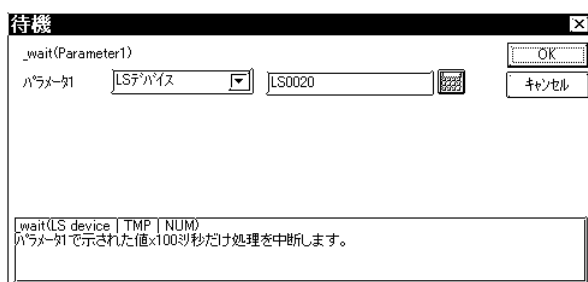 待機
_wait(Parameter1)
OK
ﾊﾟﾗﾒｰﾀ1 LSﾃﾞﾊﾞｲｽ LS0020
ｷｬﾝｾﾙ
_wait(LS device | TMP | NUM)
ﾊﾟﾗﾒｰﾀ1で示された値x100ﾐﾘ秒だけ処理を中断します。